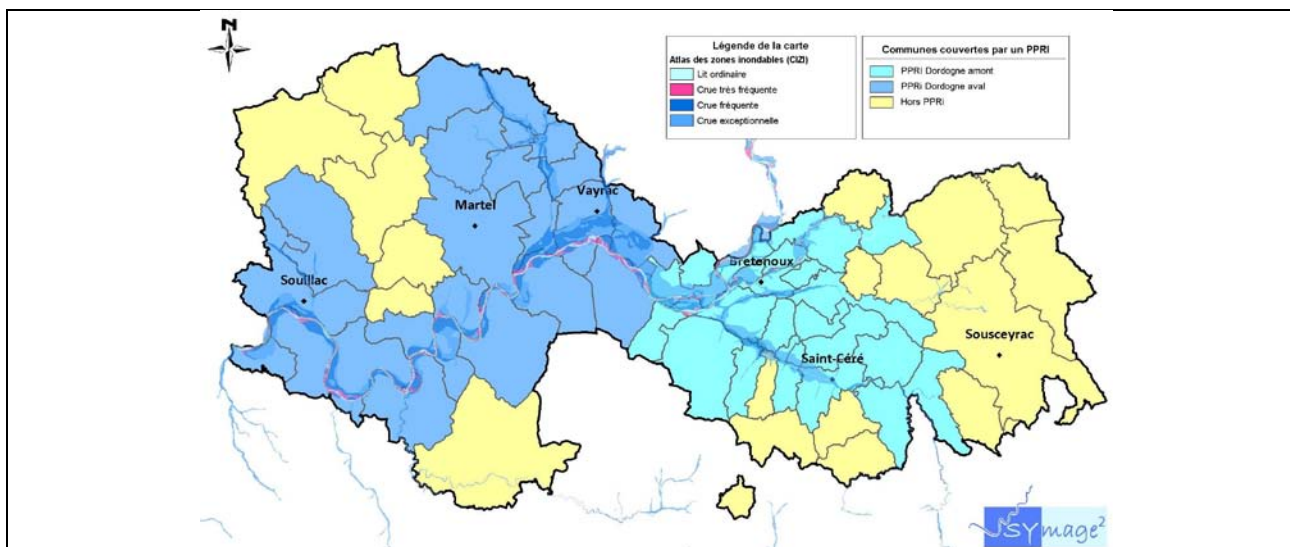 N
Légende de la carte
Atlas des zones inondables (CIZI)
Lit ordinaire
Crue très fréquente
Crue fréquente
Crue exceptionnelle
Communes couvertes par un PPRI
PPRI Dordogne amont
PPRi Dordogne aval
Hors PPRi
Vayrac
Martel
Bretenoux
Souillac
Sousceyrac
Saint-Céré
SYmage²